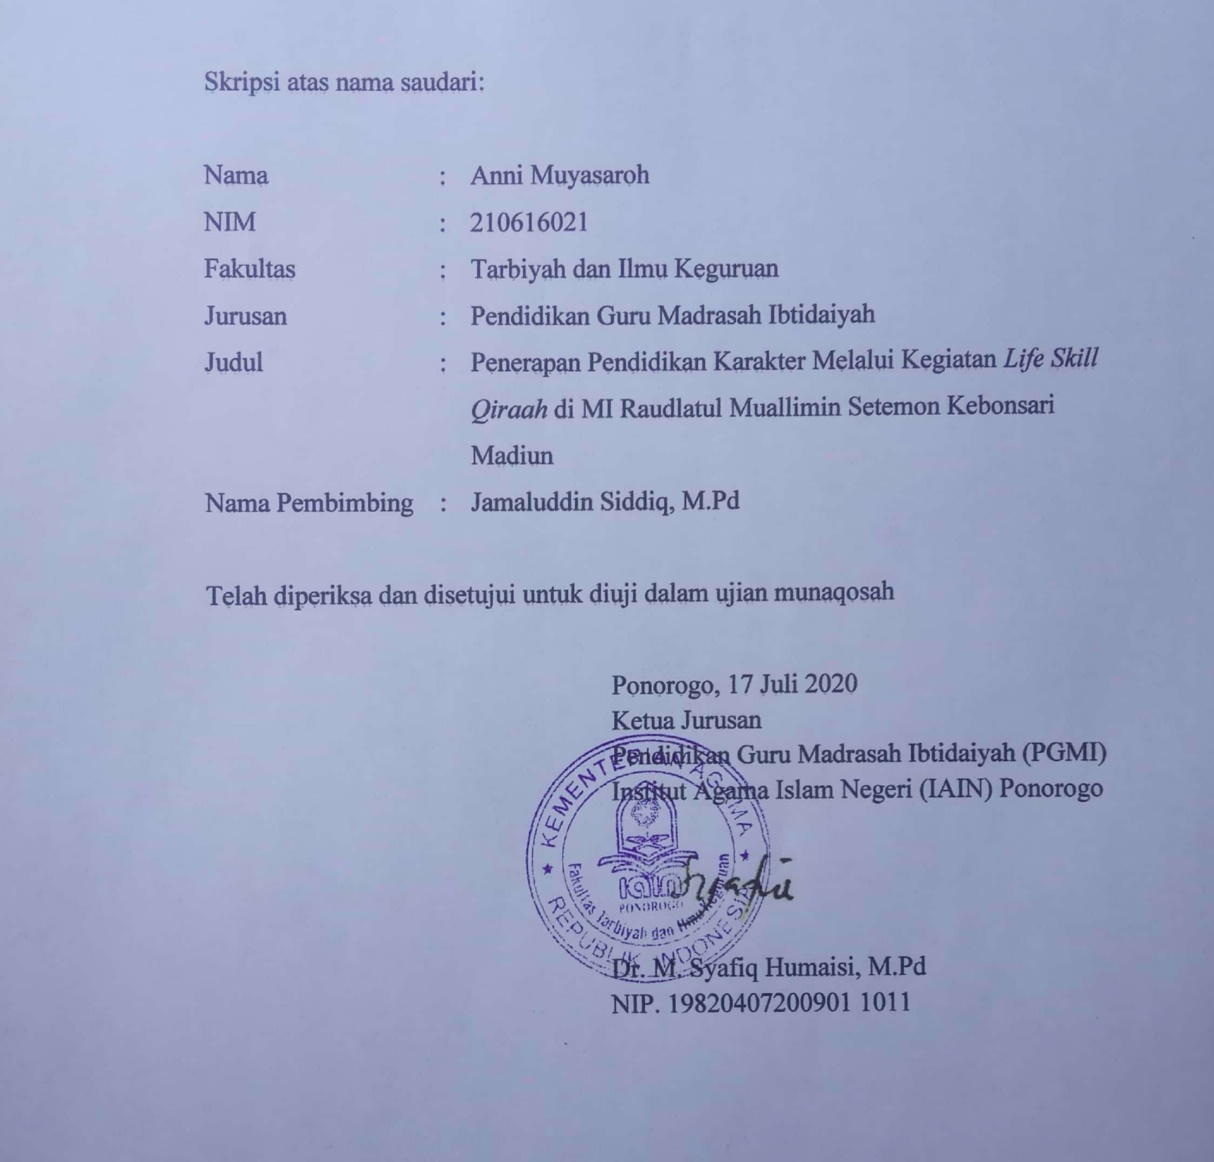 Skripsi atas nama saudari:
Nama : Anni Muyasaroh
NIM : 210616021
Fakultas : Tarbiyah dan Ilmu Keguruan
Jurusan : Pendidikan Guru Madrasah Ibtidaiyah
Judul : Penerapan Pendidikan Karakter Melalui Kegiatan Life Skill
Qiraah di MI Raudlatul Muallimin Setemon Kebonsari
Madiun
Nama Pembimbing : Jamaluddin Siddiq, M.Pd
Telah diperiksa dan disetujui untuk diuji dalam ujian munaqosah
Ponorogo, 17 Juli 2020
Ketua Jurusan
Pendidikan Guru Madrasah Ibtidaiyah (PGMI)
Institut Agama Islam Negeri (IAIN) Ponorogo
KEMENTERIAN AGAMA
REPUBLIK INDONESIA
IAIN
PONOROGO
Fakultas Tarbiyah dan Ilmu Keguruan
Dr. M. Syafiq Humaisi, M.Pd
NIP. 19820407200901 1011